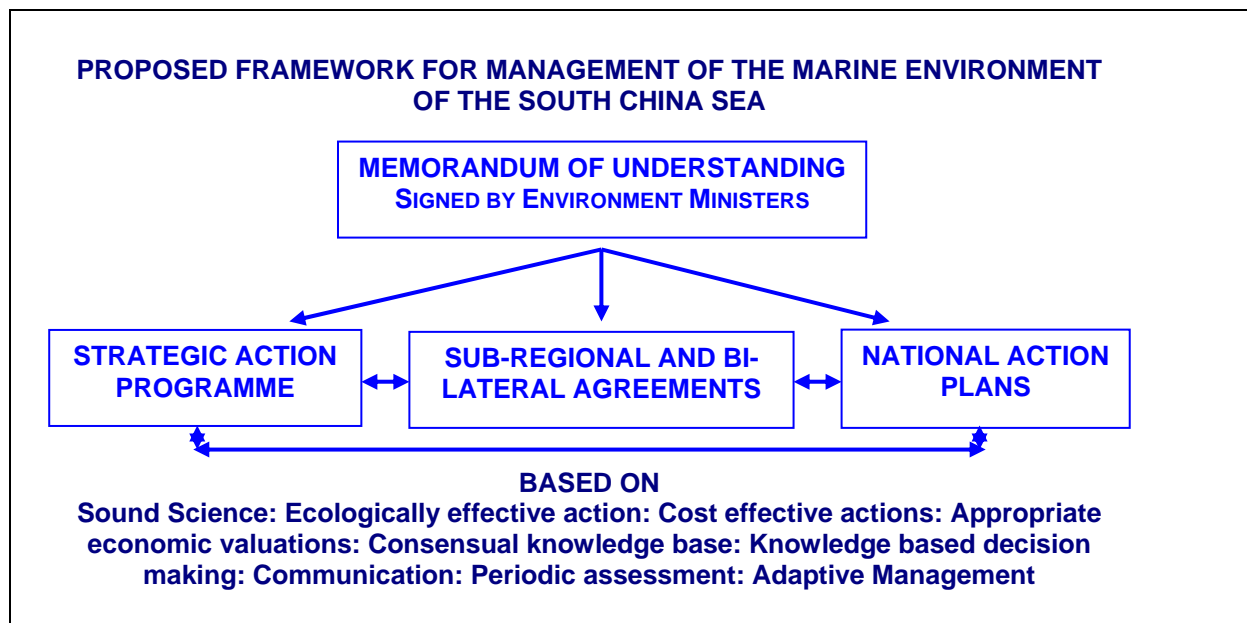 PROPOSED FRAMEWORK FOR MANAGEMENT OF THE MARINE ENVIRONMENT
OF THE SOUTH CHINA SEA
MEMORANDUM OF UNDERSTANDING
SIGNED BY ENVIRONMENT MINISTERS
STRATEGIC ACTION
PROGRAMME
SUB-REGIONAL AND BI-
LATERAL AGREEMENTS
NATIONAL ACTION
PLANS
BASED ON
Sound Science: Ecologically effective action: Cost effective actions: Appropriate
economic valuations: Consensual knowledge base: Knowledge based decision
making: Communication: Periodic assessment: Adaptive Management